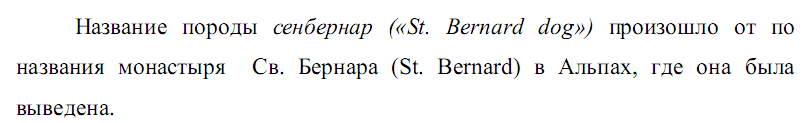 Название породы сенбернар («St. Bernard dog») произошло от по
названия монастыря Св. Бернара (St. Bernard) в Альпах, где она была
выведена.